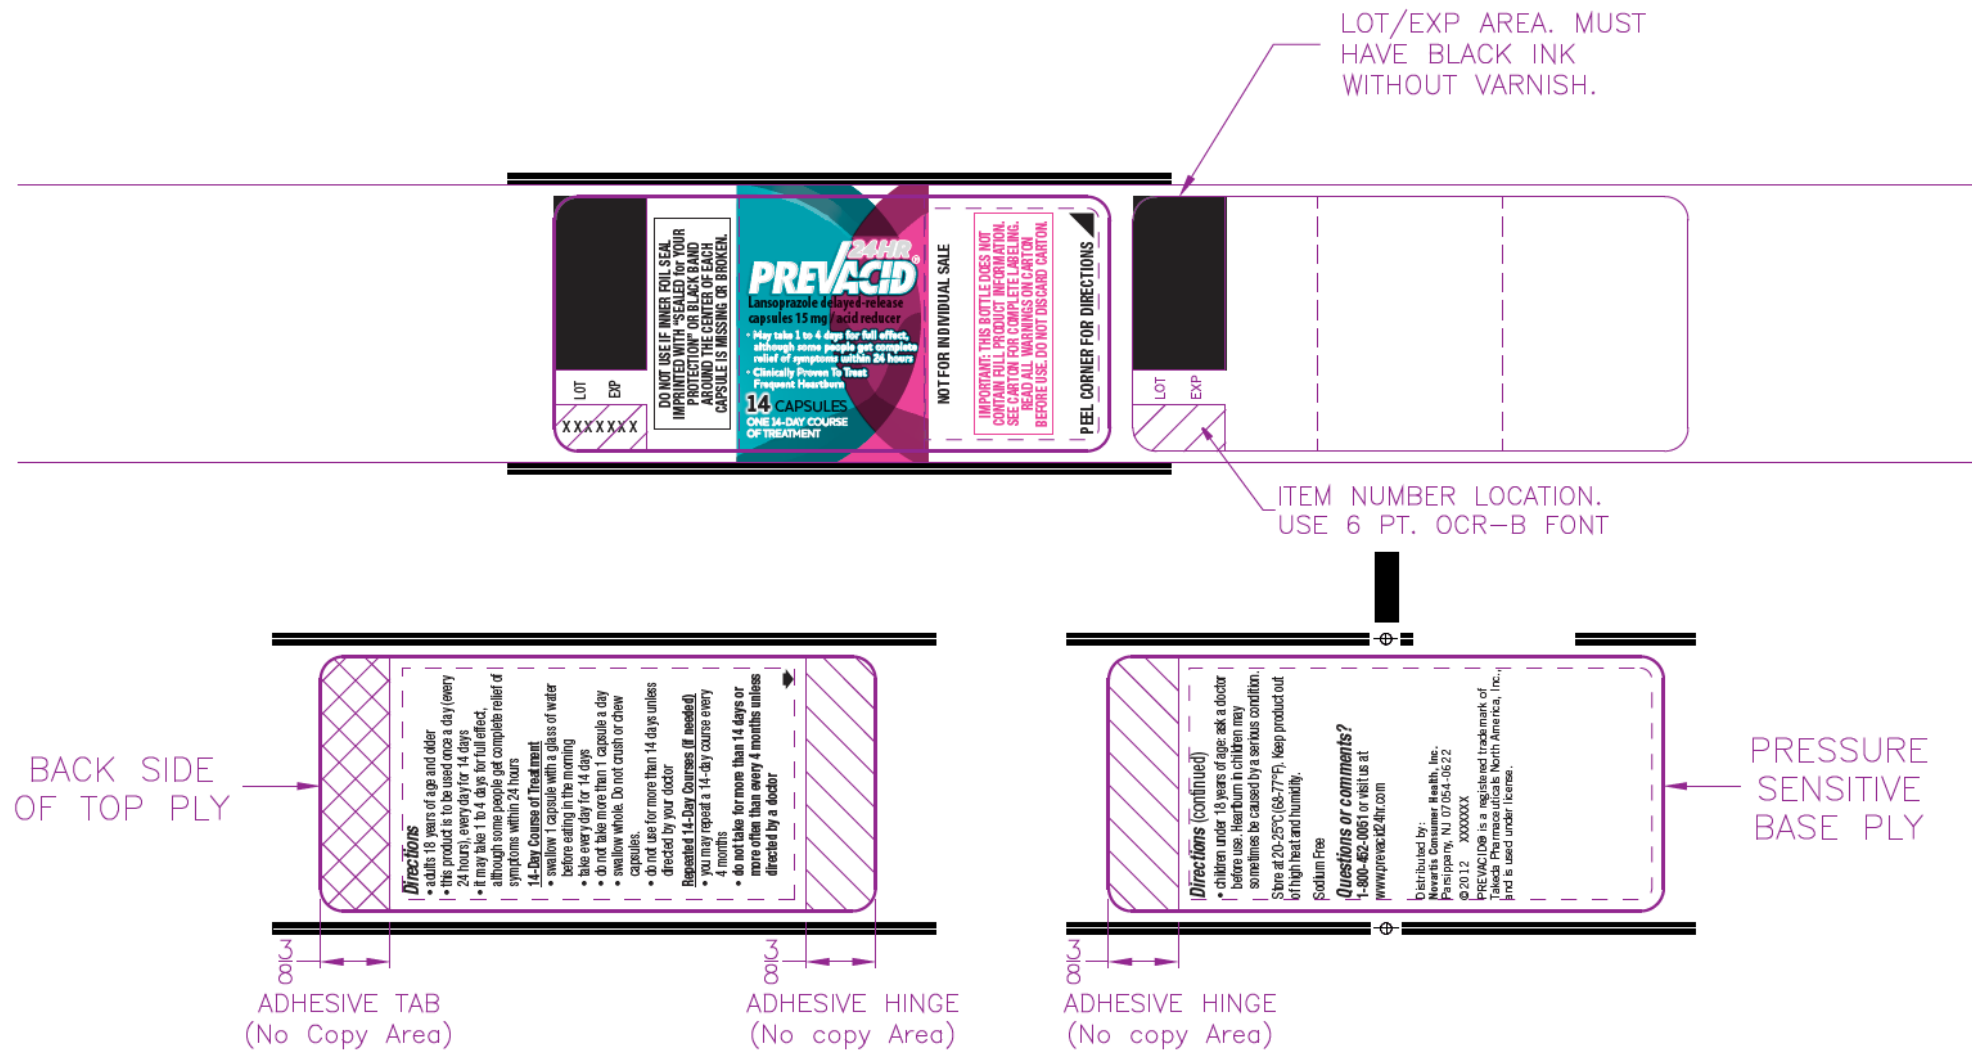 LOT/EXP AREA. MUST
HAVE BLACK INK
WITHOUT VARNISH.
LOT
EXP
XXXXXXX
DO NOT USE IF INNER FOIL SEAL
IMPRINTED WITH "SEALED for YOUR
PROTECTION" OR BLACK BAND
AROUND THE CENTER OF EACH
CAPSULE IS MISSING OR BROKEN.
24HR
PREVACID®
Lansoprazole delayed-release
capsules 15 mg / acid reducer
• May take 1 to 4 days for full effect,
although some people get complete
relief of symptoms within 24 hours
• Clinically Proven To Treat
Frequent Heartburn
14 CAPSULES
ONE 14-DAY COURSE
OF TREATMENT
NOT FOR INDIVIDUAL SALE
IMPORTANT: THIS BOTTLE DOES NOT
CONTAIN FULL PRODUCT INFORMATION.
SEE CARTON FOR COMPLETE LABELING.
READ ALL WARNINGS ON CARTON
BEFORE USE. DO NOT DISCARD CARTON.
PEEL CORNER FOR DIRECTIONS
LOT
EXP
ITEM NUMBER LOCATION.
USE 6 PT. OCR-B FONT
BACK SIDE
OF TOP PLY
Directions
• adults 18 years of age and older
• this product is to be used once a day (every
24 hours), every day for 14 days
• it may take 1 to 4 days for full effect,
although some people get complete relief of
symptoms within 24 hours
14-Day Course of Treatment
• swallow 1 capsule with a glass of water
before eating in the morning
• take every day for 14 days
• do not take more than 1 capsule a day
• swallow whole. Do not crush or chew
capsules.
• do not use for more than 14 days unless
directed by your doctor
Repeated 14-Day Courses (if needed)
• you may repeat a 14-day course every
4 months
• do not take for more than 14 days or
more often than every 4 months unless
directed by a doctor
3/8
ADHESIVE TAB
(No Copy Area)
3/8
ADHESIVE HINGE
(No copy Area)
Directions (continued)
• children under 18 years of age: ask a doctor
before use. Heartburn in children may
sometimes be caused by a serious condition.
Store at 20-25°C (68-77°F). Keep product out
of high heat and humidity.
Sodium Free
Questions or comments?
1-800-452-0051 or visit us at
www.prevacid24hr.com
Distributed by:
Novartis Consumer Health, Inc.
Parsippany, NJ 07054-0622
©2012 XXXXXX
PREVACID® is a registered trademark of
Takeda Pharmaceuticals North America, Inc.,
and is used under license.
PRESSURE
SENSITIVE
BASE PLY
3/8
ADHESIVE HINGE
(No copy Area)